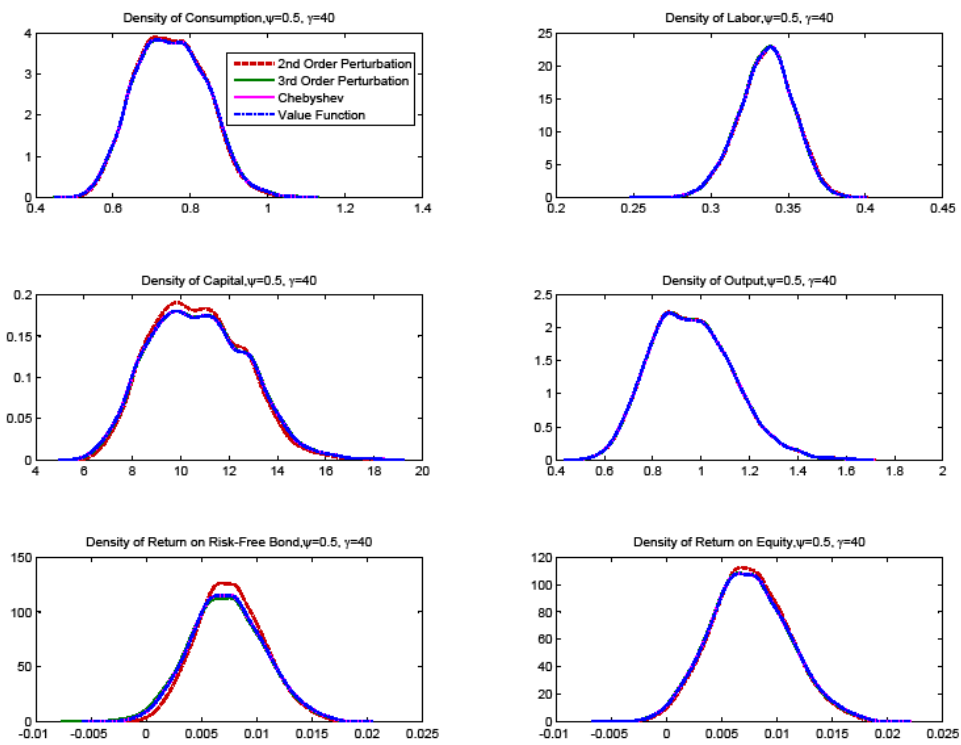 Density of Consumption,ψ=0.5, γ=40
4
3
2
1
0
0.4 0.6 0.8 1 1.2 1.4
2nd Order Perturbation
3rd Order Perturbation
Chebyshev
Value Function
Density of Labor,ψ=0.5, γ=40
25
20
15
10
5
0
0.2 0.25 0.3 0.35 0.4 0.45
Density of Capital,ψ=0.5, γ=40
0.2
0.15
0.1
0.05
0
4 6 8 10 12 14 16 18 20
Density of Output,ψ=0.5, γ=40
2.5
2
1.5
1
0.5
0
0.4 0.6 0.8 1 1.2 1.4 1.6 1.8 2
Density of Return on Risk-Free Bond,ψ=0.5, γ=40
150
100
50
0
-0.01 -0.005 0 0.005 0.01 0.015 0.02 0.025
Density of Return on Equity,ψ=0.5, γ=40
120
100
80
60
40
20
0
-0.01 -0.005 0 0.005 0.01 0.015 0.02 0.025